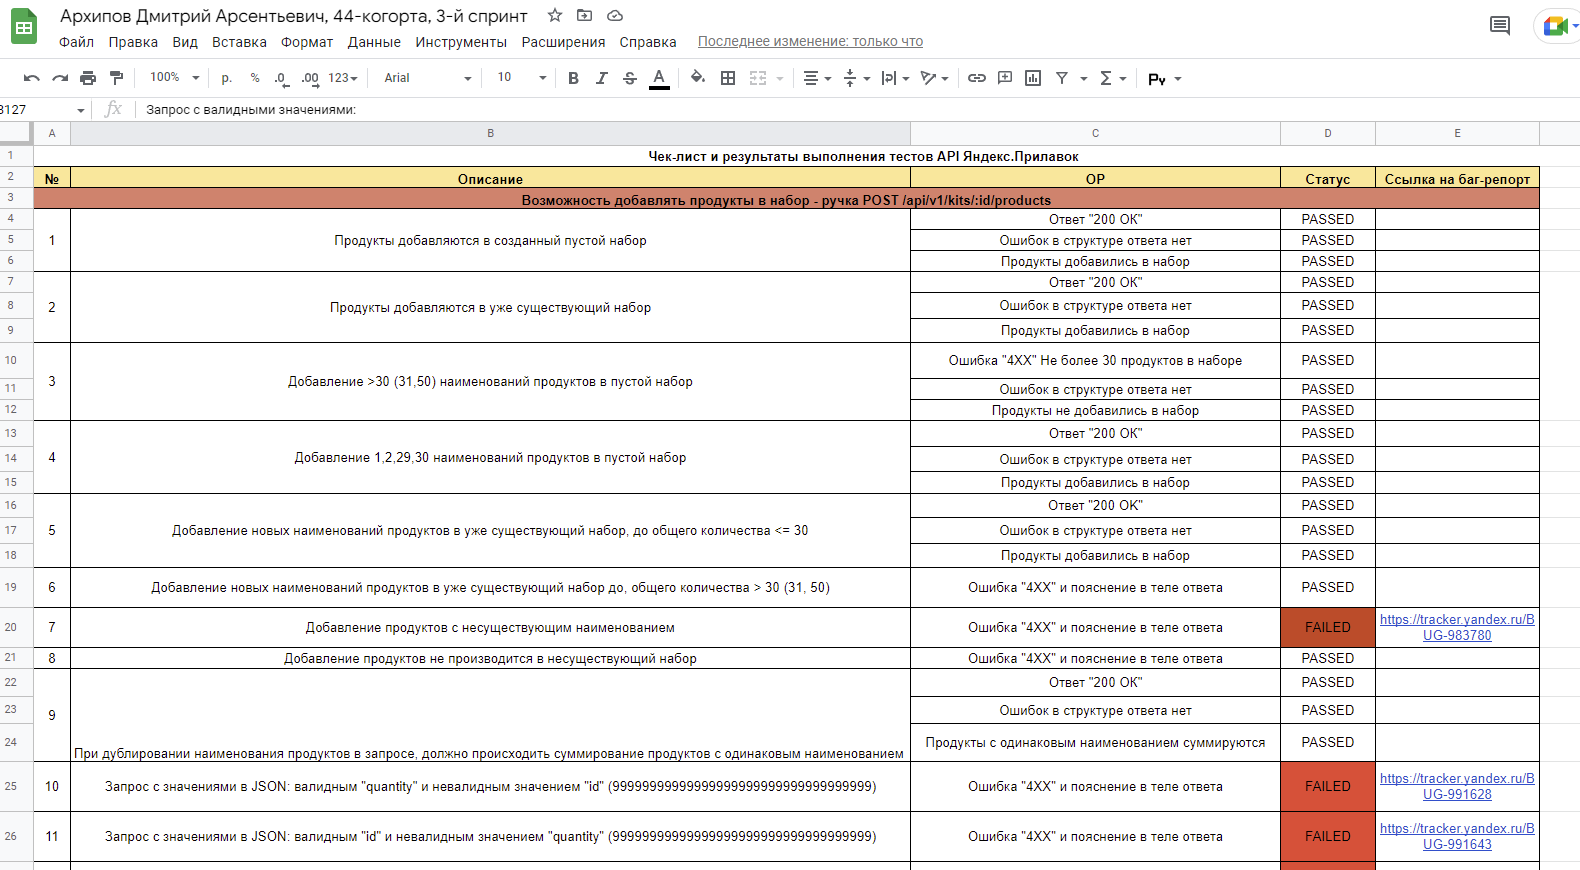 Архипов Дмитрий Арсентьевич, 44-когорта, 3-й спринт
Файл Правка Вид Вставка Формат Данные Инструменты Расширения Справка Последнее изменение: только что
100% р. % .0 .00 123 Arial 10 B I S A Σ Ру
B127 fx Запрос с валидными значениями:
A B C D E
1 Чек-лист и результаты выполнения тестов API Яндекс.Прилавок
2 № Описание ОР Статус Ссылка на баг-репорт
3 Возможность добавлять продукты в набор - ручка POST /api/v1/kits/:id/products
4 Ответ "200 ОК" PASSED
5 1 Продукты добавляются в созданный пустой набор Ошибок в структуре ответа нет PASSED
6 Продукты добавились в набор PASSED
7 Ответ "200 ОК" PASSED
8 2 Продукты добавляются в уже существующий набор Ошибок в структуре ответа нет PASSED
9 Продукты добавились в набор PASSED
10 Ошибка "4ХХ" Не более 30 продуктов в наборе PASSED
3 Добавление >30 (31,50) наименований продуктов в пустой набор
11 Ошибок в структуре ответа нет PASSED
12 Продукты не добавились в набор PASSED
13 Ответ "200 ОК" PASSED
14 4 Добавление 1,2,29,30 наименований продуктов в пустой набор Ошибок в структуре ответа нет PASSED
15 Продукты добавились в набор PASSED
16 Ответ "200 ОК" PASSED
17 5 Добавление новых наименований продуктов в уже существующий набор, до общего количества <= 30 Ошибок в структуре ответа нет PASSED
18 Продукты добавились в набор PASSED
19 6 Добавление новых наименований продуктов в уже существующий набор до, общего количества > 30 (31, 50) Ошибка "4ХХ" и пояснение в теле ответа PASSED
20 7 Добавление продуктов с несуществующим наименованием Ошибка "4ХХ" и пояснение в теле ответа FAILED https://tracker.yandex.ru/B
UG-983780
21 8 Добавление продуктов не производится в несуществующий набор Ошибка "4ХХ" и пояснение в теле ответа PASSED
22 Ответ "200 ОК" PASSED
23 9 Ошибок в структуре ответа нет PASSED
24 Продукты с одинаковым наименованием суммируются PASSED
При дублировании наименования продуктов в запросе, должно происходить суммирование продуктов с одинаковым наименованием
25 10 Запрос с значениями в JSON: валидным "quantity" и невалидным значением "id" (99999999999999999999999999999999999) Ошибка "4ХХ" и пояснение в теле ответа FAILED https://tracker.yandex.ru/B
UG-991628
26 11 Запрос с значениями в JSON: валидным "id" и невалидным значением "quantity" (99999999999999999999999999999999999) Ошибка "4ХХ" и пояснение в теле ответа FAILED https://tracker.yandex.ru/B
UG-991643